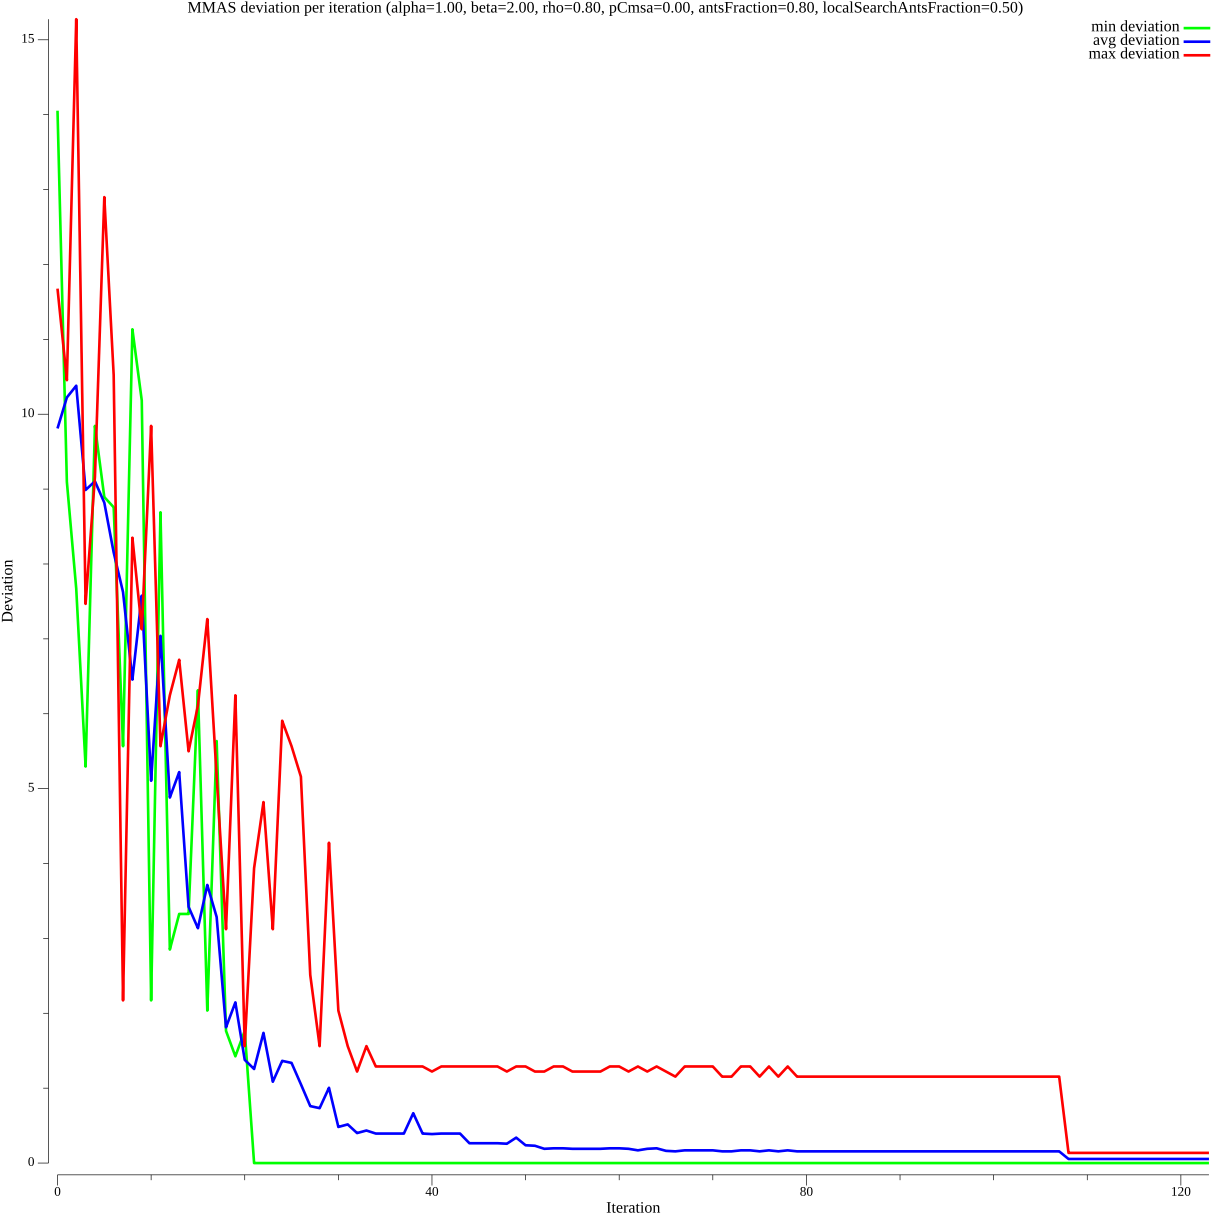 MMAS deviation per iteration (alpha=1.00, beta=2.00, rho=0.80, pCmsa=0.00, antsFraction=0.80, localSearchAntsFraction=0.50)
min deviation
avg deviation
max deviation
15
10
5
0
Deviation
0 40 80 120
Iteration